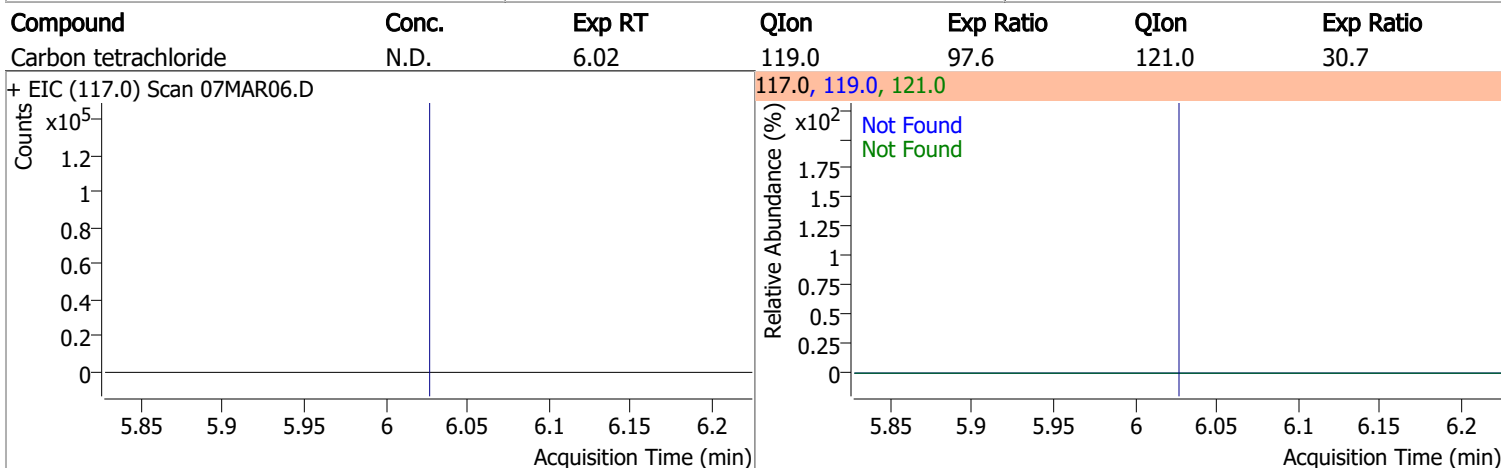 Compound Conc. Exp RT QIon Exp Ratio QIon Exp Ratio
Carbon tetrachloride N.D. 6.02 119.0 97.6 121.0 30.7
+ EIC (117.0) Scan 07MAR06.D
Counts
x10^5
1.2
1
0.8
0.6
0.4
0.2
0
5.85 5.9 5.95 6 6.05 6.1 6.15 6.2
Acquisition Time (min)
117.0, 119.0, 121.0
Relative Abundance (%)
x10^2
Not Found
Not Found
1.75
1.5
1.25
1
0.75
0.5
0.25
0
5.85 5.9 5.95 6 6.05 6.1 6.15 6.2
Acquisition Time (min)